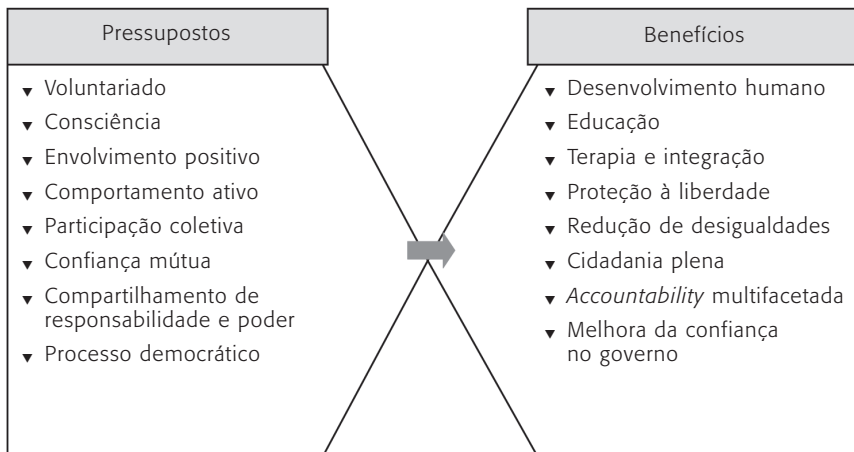 Pressupostos
Voluntariado
Consciência
Envolvimento positivo
Comportamento ativo
Participação coletiva
Confiança mútua
Compartilhamento de
responsabilidade e poder
Processo democrático
Benefícios
Desenvolvimento humano
Educação
Terapia e integração
Proteção à liberdade
Redução de desigualdades
Cidadania plena
Accountability multifacetada
Melhora da confiança
no governo